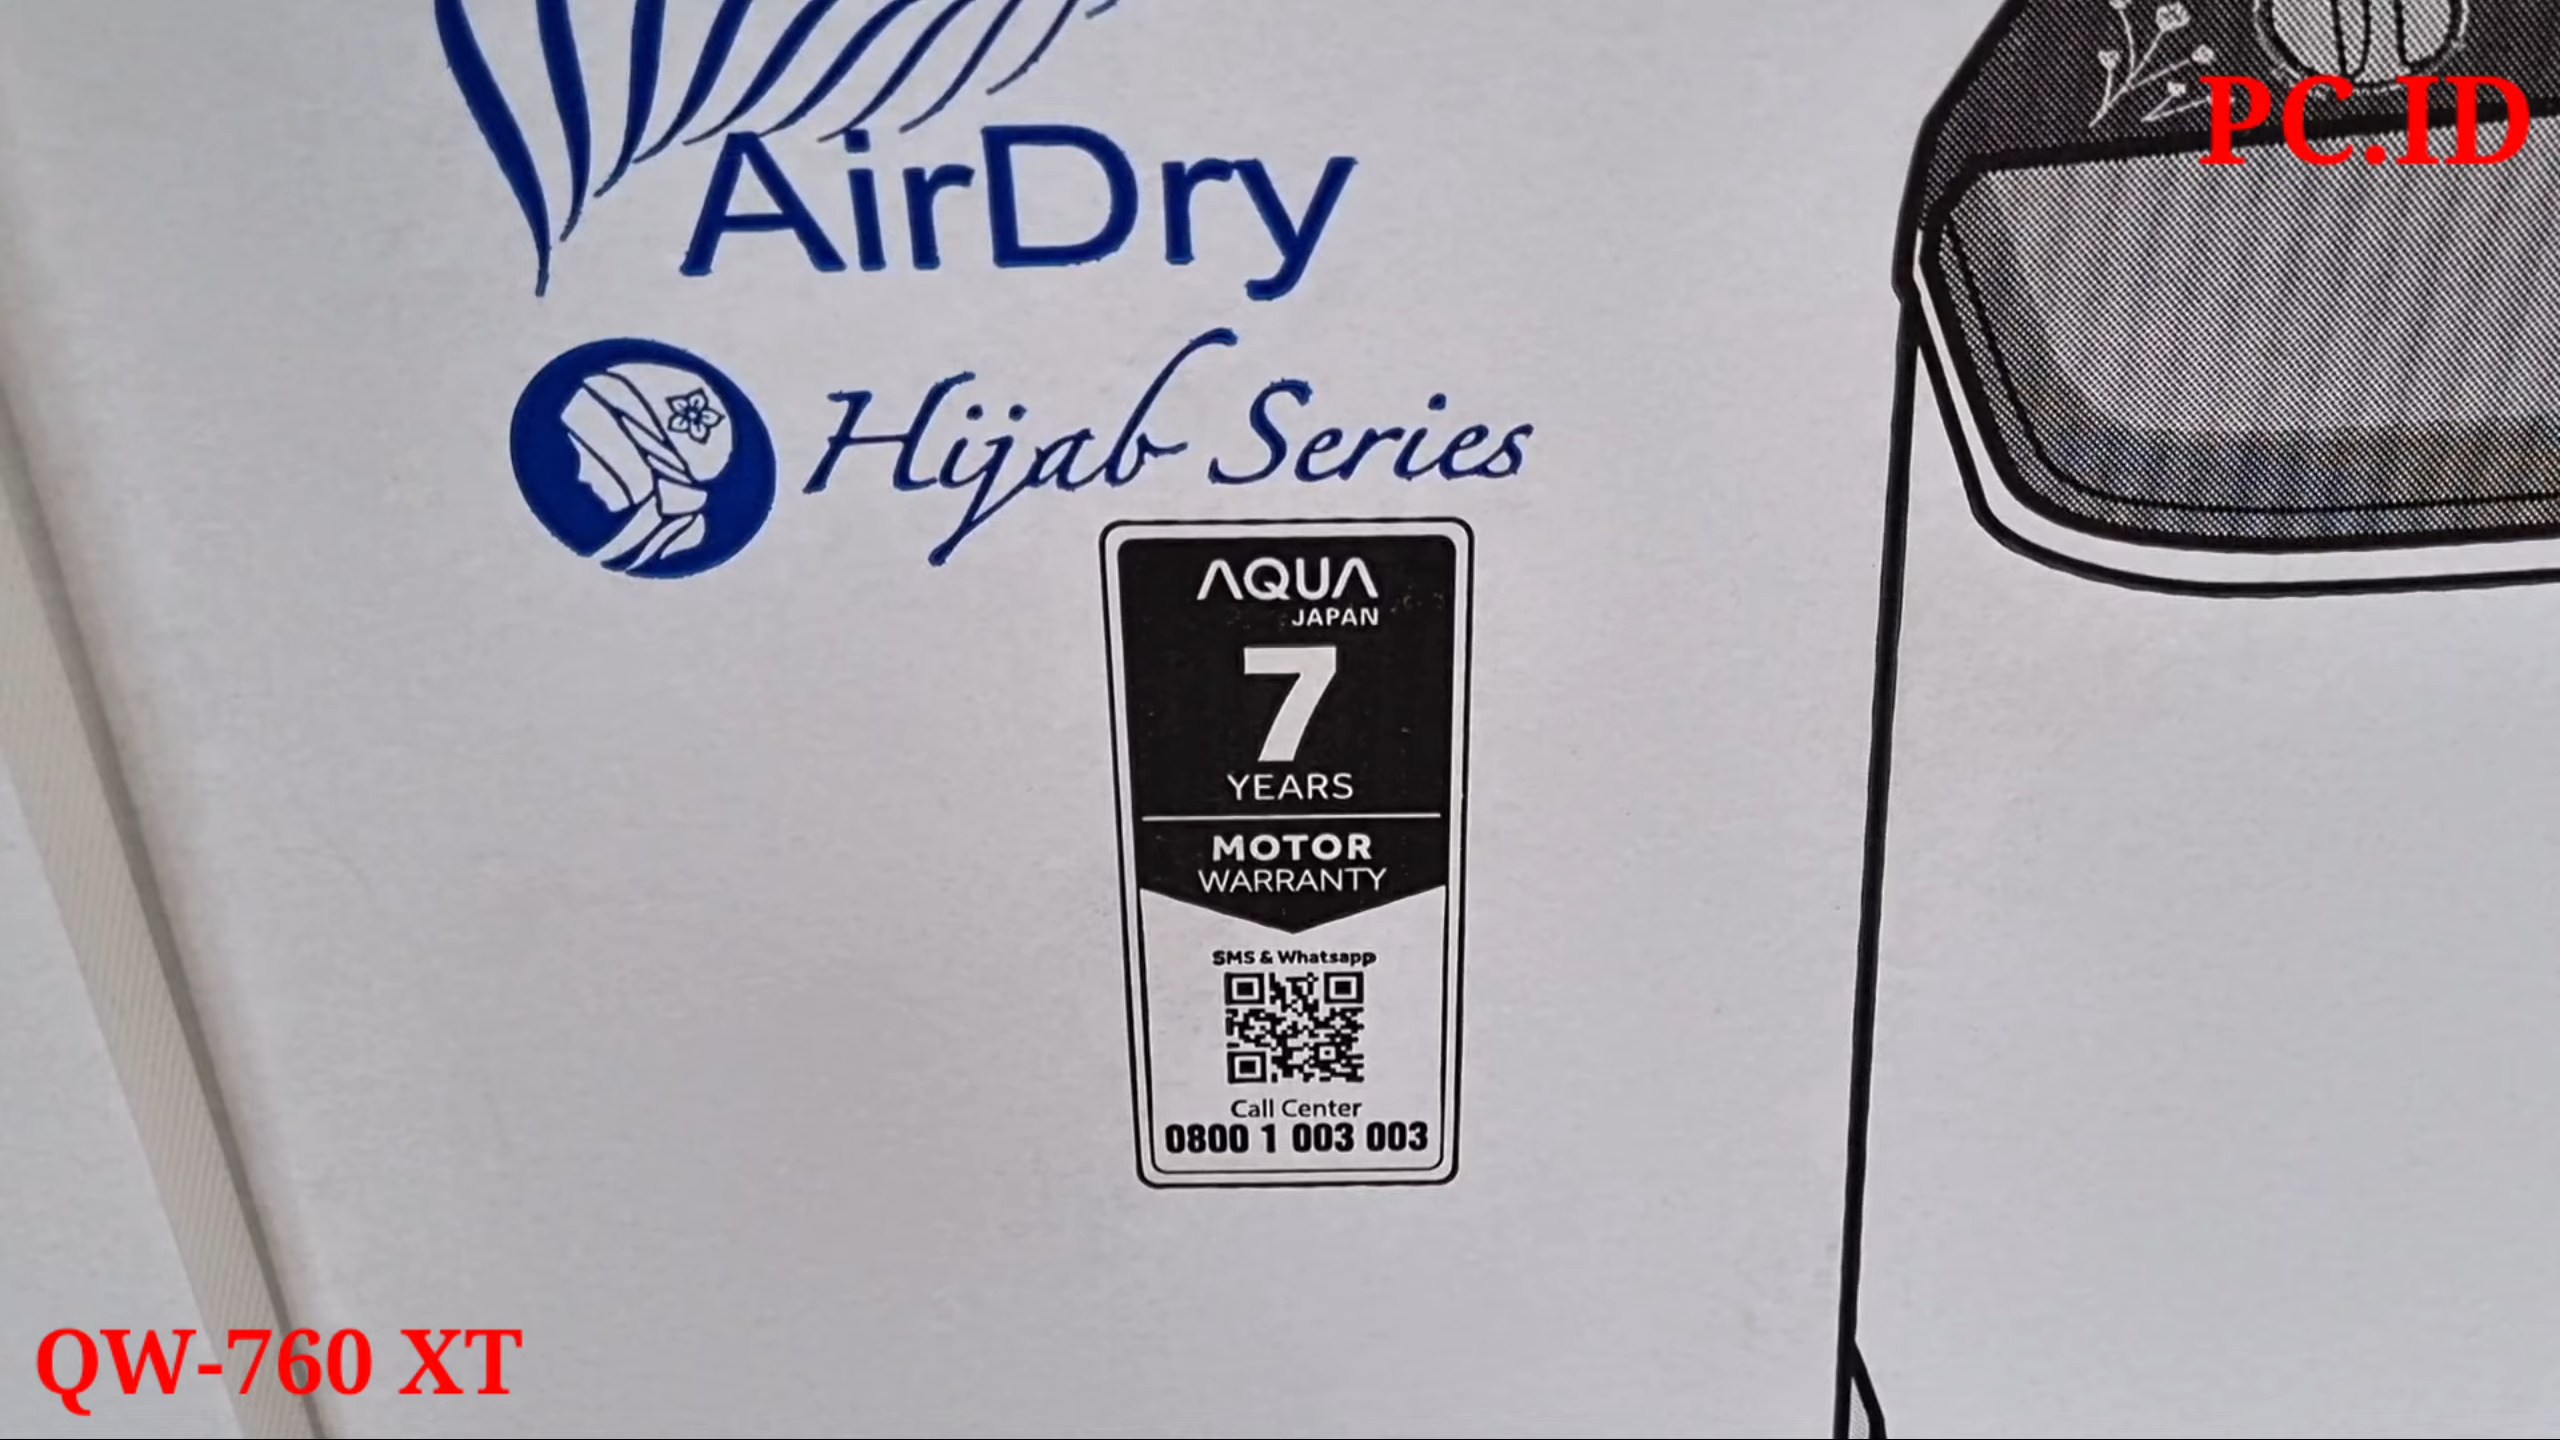 PC.ID
AirDry
Hijab Series
AQUA
JAPAN
7
YEARS
MOTOR
WARRANTY
SMS & Whatsapp
Call Center
0800 1 003 003
QW-760 XT